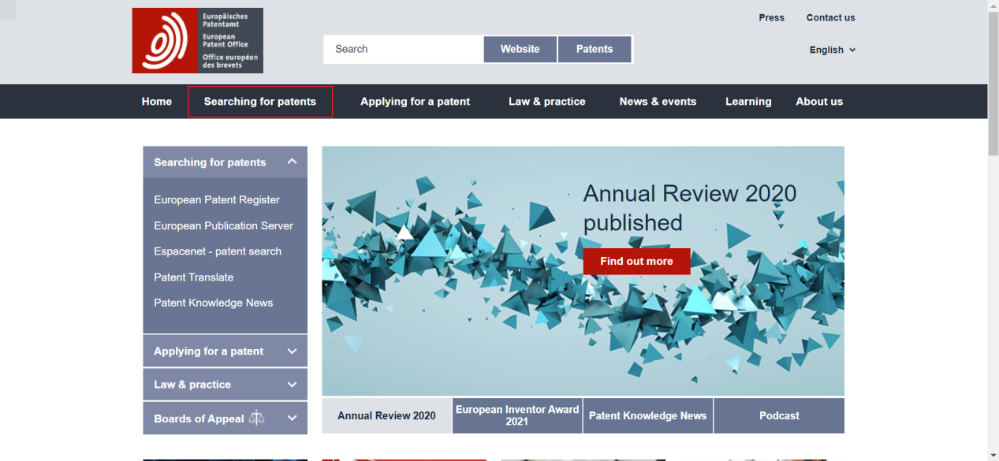 Europäisches
Patentamt
European
Patent Office
Office européen
des brevets
Press
Contact us
Search
Website
Patents
English
Home
Searching for patents
Applying for a patent
Law & practice
News & events
Learning
About us
Searching for patents
European Patent Register
European Publication Server
Espacenet - patent search
Patent Translate
Patent Knowledge News
Applying for a patent
Law & practice
Boards of Appeal
Annual Review 2020
published
Find out more
Annual Review 2020
European Inventor Award
2021
Patent Knowledge News
Podcast